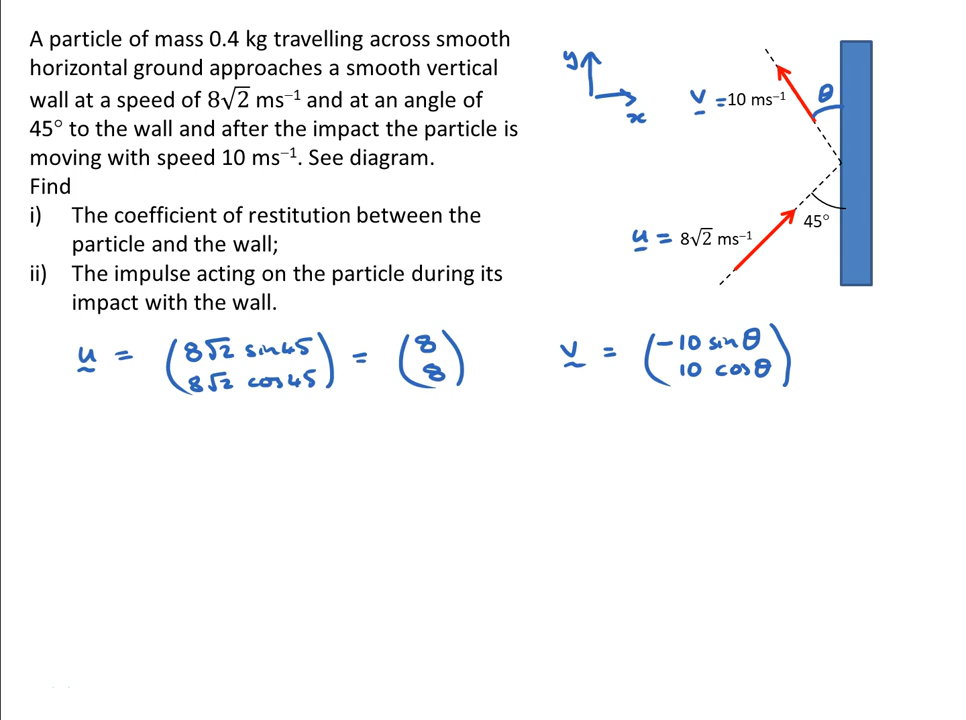 A particle of mass 0.4 kg travelling across smooth
horizontal ground approaches a smooth vertical
wall at a speed of 8√2 ms⁻¹ and at an angle of
45° to the wall and after the impact the particle is
moving with speed 10 ms⁻¹. See diagram.
Find
i) The coefficient of restitution between the
particle and the wall;
ii) The impulse acting on the particle during its
impact with the wall.
y
x
v = 10 ms⁻¹
θ
45°
u = 8√2 ms⁻¹
u = (8√2 sin45 / 8√2 cos45) = (8 / 8)
v = (-10 sinθ / 10 cosθ)